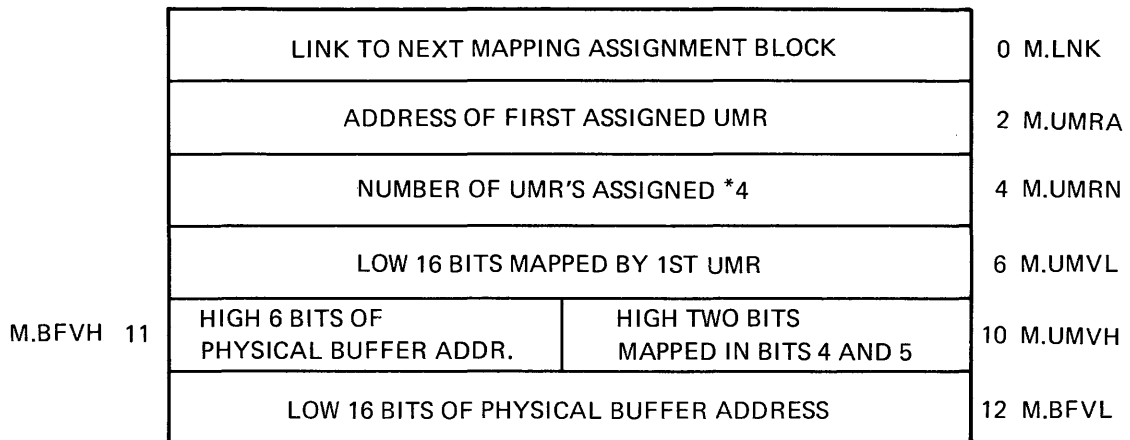 LINK TO NEXT MAPPING ASSIGNMENT BLOCK 0 M.LNK
ADDRESS OF FIRST ASSIGNED UMR 2 M.UMRA
NUMBER OF UMR'S ASSIGNED *4 4 M.UMRN
LOW 16 BITS MAPPED BY 1ST UMR 6 M.UMVL
M.BFVH 11
HIGH 6 BITS OF
PHYSICAL BUFFER ADDR.
HIGH TWO BITS
MAPPED IN BITS 4 AND 5
10 M.UMVH
LOW 16 BITS OF PHYSICAL BUFFER ADDRESS 12 M.BFVL